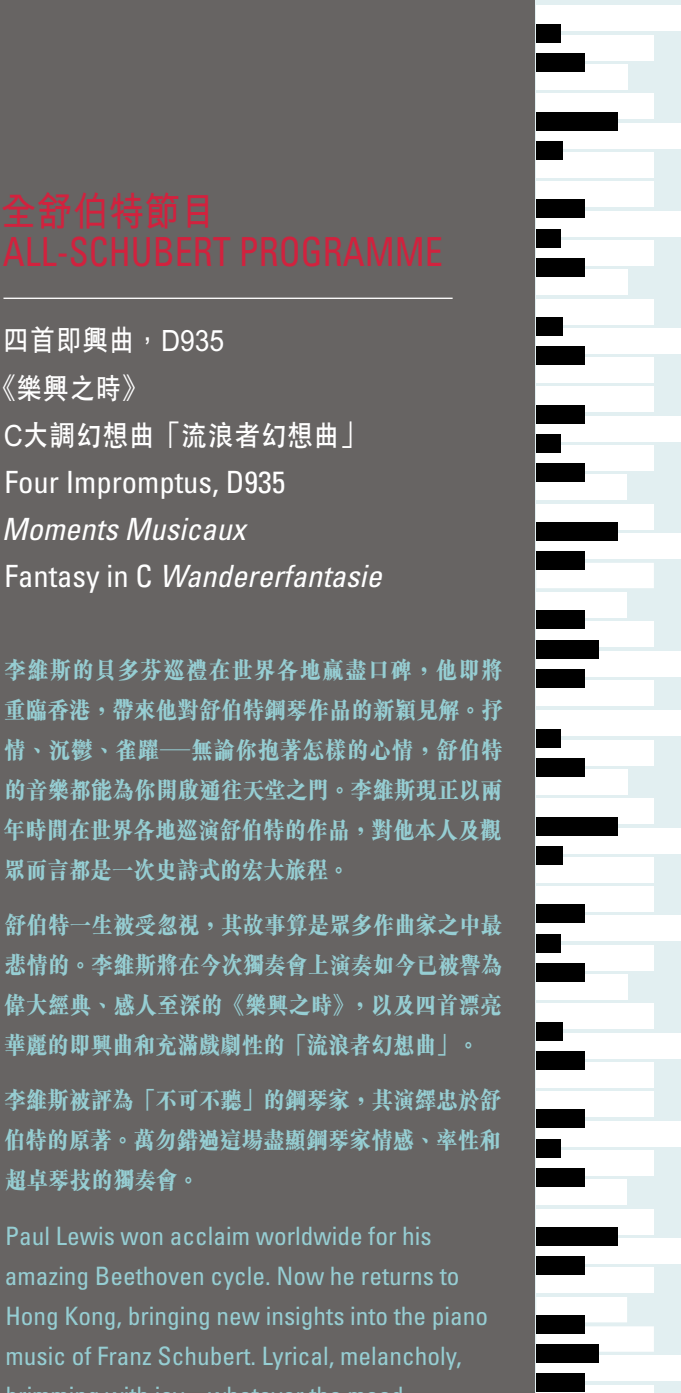 全舒伯特節目
ALL-SCHUBERT PROGRAMME
四首即興曲，D935
《樂興之時》
C大調幻想曲「流浪者幻想曲」
Four Impromptus, D935
Moments Musicaux
Fantasy in C Wandererfantasie
李維斯的貝多芬巡禮在世界各地贏盡口碑，他即將
重臨香港，帶來他對舒伯特鋼琴作品的新穎見解。抒
情、沉鬱、雀躍──無論你抱著怎樣的心情，舒伯特
的音樂都能為你開啟通往天堂之門。李維斯現正以兩
年時間在世界各地巡演舒伯特的作品，對他本人及觀
眾而言都是一次史詩式的宏大旅程。
舒伯特一生被受忽視，其故事算是眾多作曲家之中最
悲情的。李維斯將在今次獨奏會上演奏如今已被譽為
偉大經典、感人至深的《樂興之時》，以及四首漂亮
華麗的即興曲和充滿戲劇性的「流浪者幻想曲」。
李維斯被評為「不可不聽」的鋼琴家，其演繹忠於舒
伯特的原著。萬勿錯過這場盡顯鋼琴家情感、率性和
超卓琴技的獨奏會。
Paul Lewis won acclaim worldwide for his
amazing Beethoven cycle. Now he returns to
Hong Kong, bringing new insights into the piano
music of Franz Schubert. Lyrical, melancholy,
brimming with joy – whatever the mood,